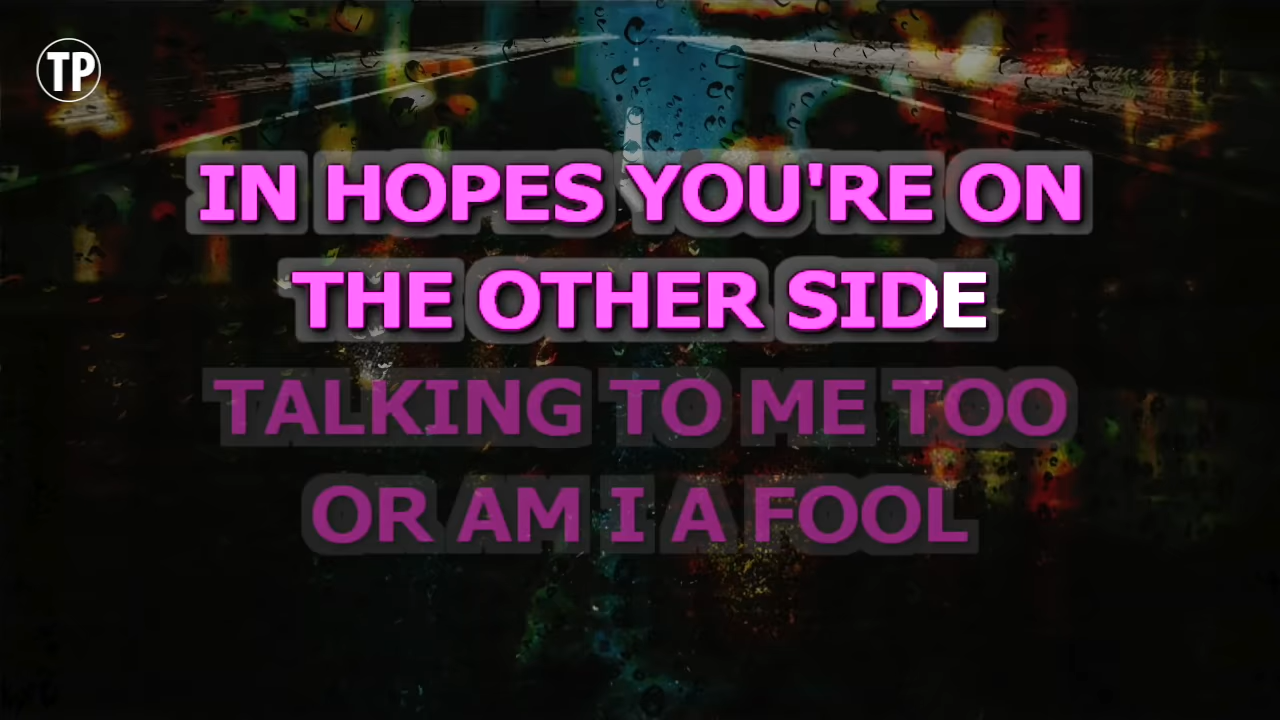 TP
IN HOPES YOU'RE ON
THE OTHER SIDE
TALKING TO ME TOO
OR AM I A FOOL